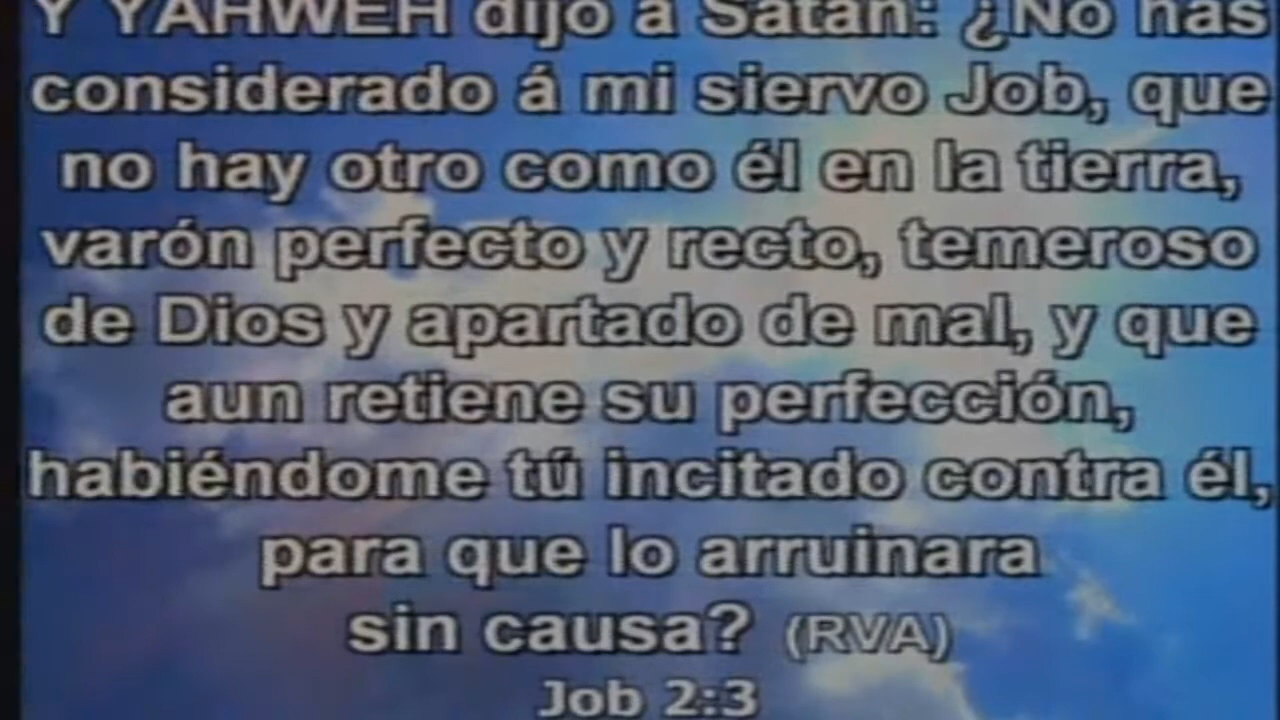 Y YAHWEH dijo a Satán: ¿No has
considerado á mi siervo Job, que
no hay otro como él en la tierra,
varón perfecto y recto, temeroso
de Dios y apartado de mal, y que
aun retiene su perfección,
habiéndome tú incitado contra él,
para que lo arruinara
sin causa? (RVA)
Job 2:3